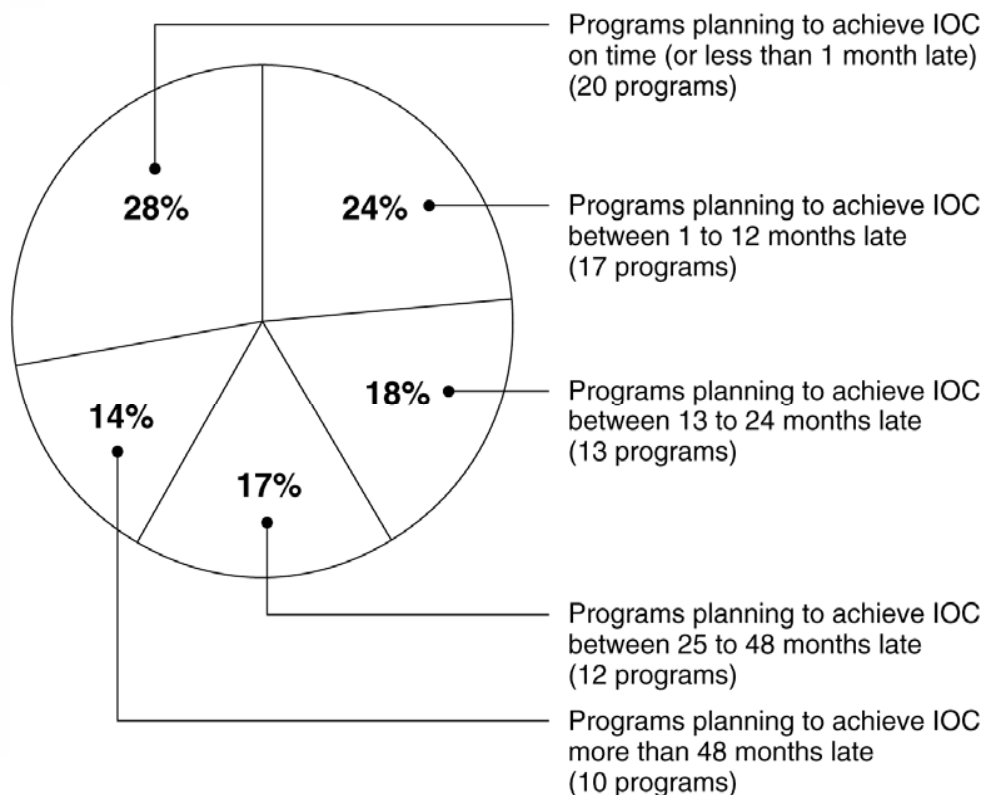 Programs planning to achieve IOC
on time (or less than 1 month late)
(20 programs)
28%
24%
Programs planning to achieve IOC
between 1 to 12 months late
(17 programs)
18%
Programs planning to achieve IOC
between 13 to 24 months late
(13 programs)
14%
17%
Programs planning to achieve IOC
between 25 to 48 months late
(12 programs)
Programs planning to achieve IOC
more than 48 months late
(10 programs)